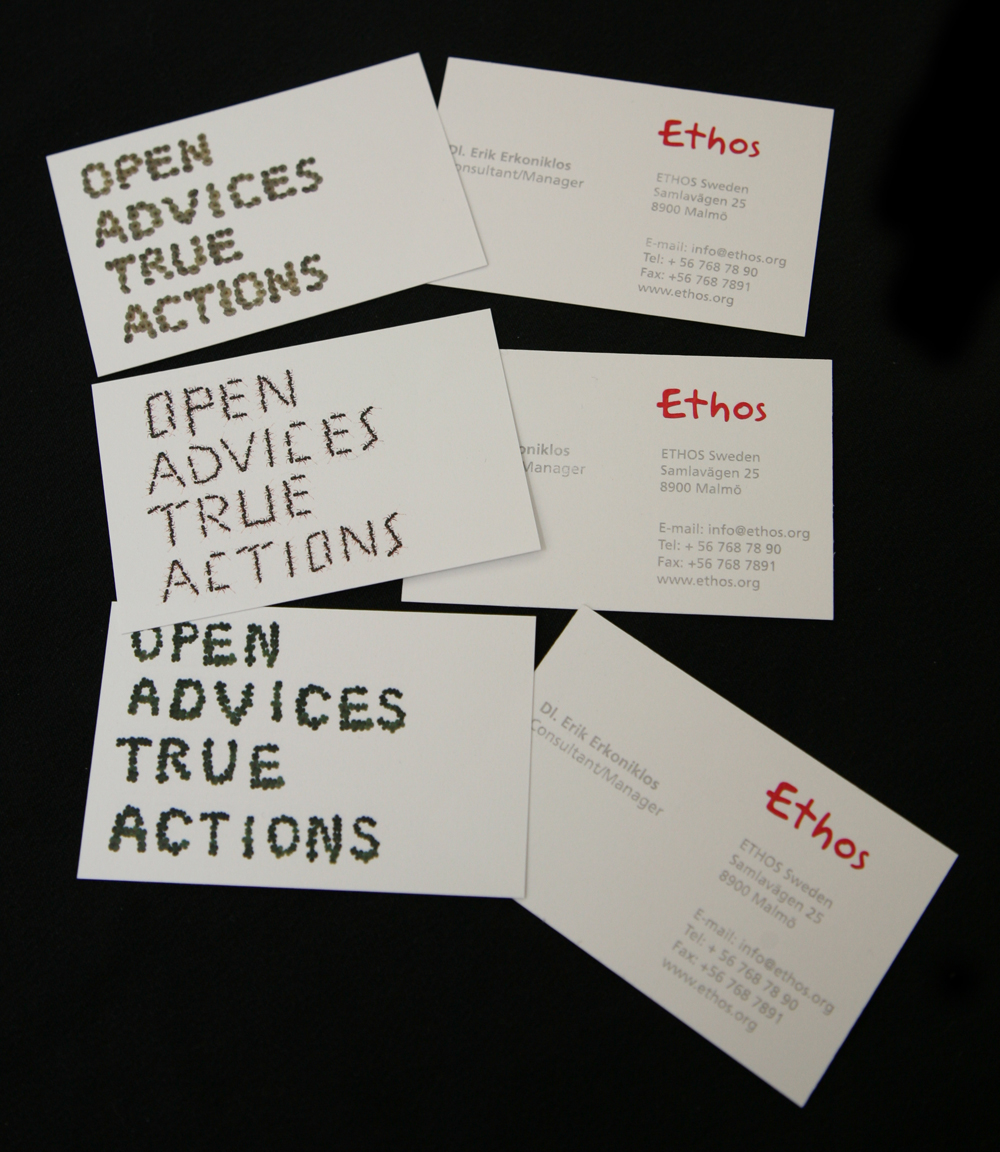 OPEN
ADVICES
TRUE
ACTIONS
Ethos
DI. Erik Erkoniklos
onsultant/Manager
ETHOS Sweden
Samlavägen 25
8900 Malmö
E-mail: info@ethos.org
Tel: + 56 768 78 90
Fax: +56 768 7891
www.ethos.org
OPEN
ADVICES
TRUE
ACTIONS
Ethos
oniklos
Manager
ETHOS Sweden
Samlavägen 25
8900 Malmö
E-mail: info@ethos.org
Tel: + 56 768 78 90
Fax: +56 768 7891
www.ethos.org
OPEN
ADVICES
TRUE
ACTIONS
Ethos
DI. Erik Erkoniklos
Consultant/Manager
ETHOS Sweden
Samlavägen 25
8900 Malmö
E-mail: info@ethos.org
Tel: + 56 768 78 90
Fax: +56 768 7891
www.ethos.org